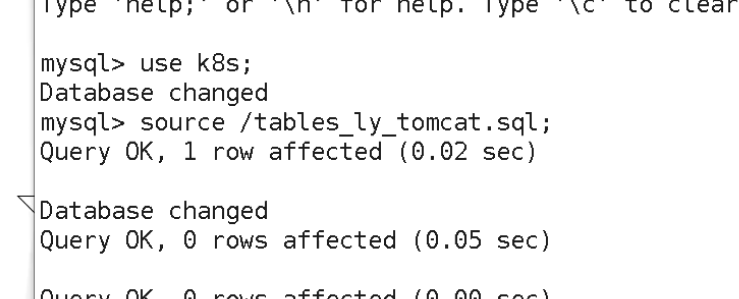 Type 'help;' or '\h' for help. Type '\c' to clear
mysql> use k8s;
Database changed
mysql> source /tables_ly_tomcat.sql;
Query OK, 1 row affected (0.02 sec)
Database changed
Query OK, 0 rows affected (0.05 sec)
Query OK, 0 rows affected (0.00 sec)